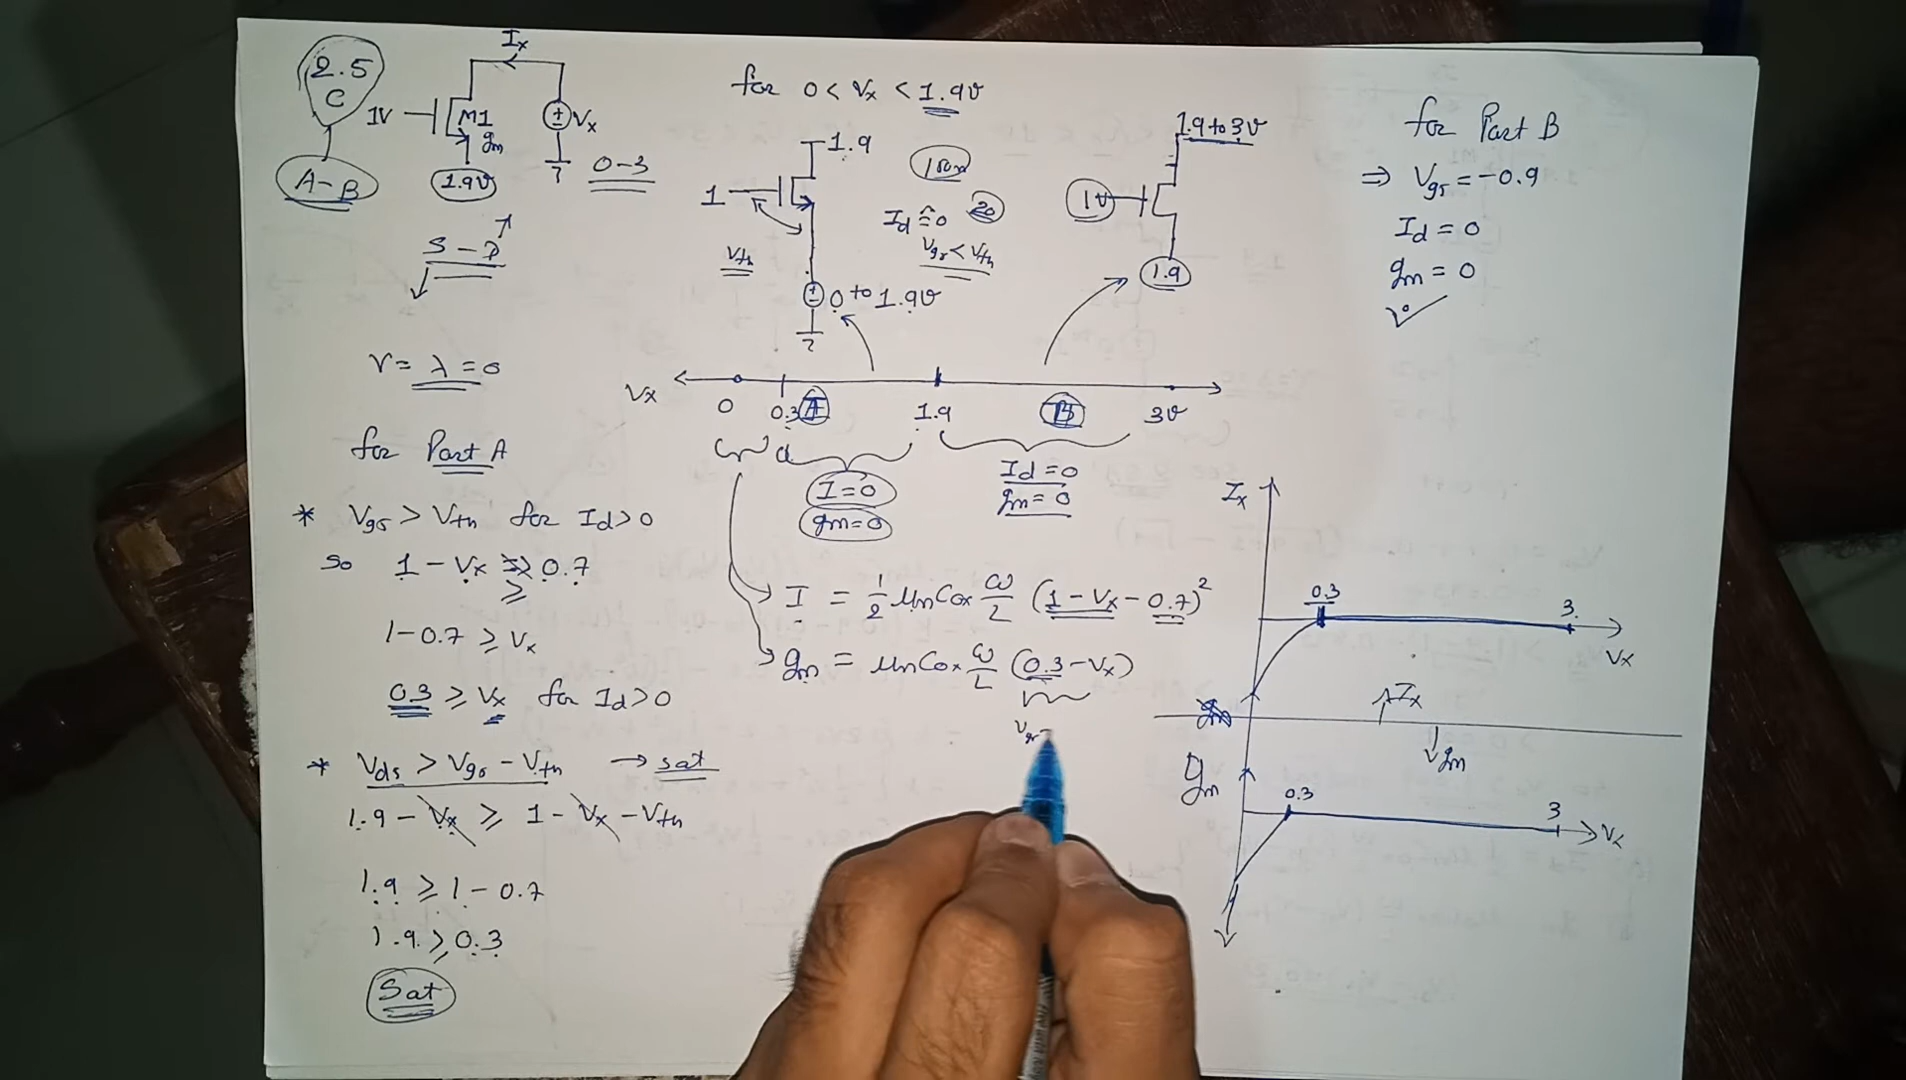 2.5
C
A-B
Ix
1V
M1
gm
1.9V
Vx
0-3
S-D
γ = λ = 0
for Part A
* Vgs > Vtn for Id>0
so 1 - Vx ≥ 0.7
1-0.7 ≥ Vx
0.3 ≥ Vx for Id>0
* Vds > Vgs - Vtn → sat
1.9 - Vx ≥ 1 - Vx - Vtn
1.9 ≥ 1 - 0.7
1.9 ≥ 0.3
Sat
for 0 < Vx < 1.9V
1.9
1
Id = 0
20
Vtn
Vgs < Vtn
0 to 1.9V
1.9 to 3V
1V
1.9
Vx
0 0.3 A 1.9 B 3V
I=0
gm=0
Id=0
gm=0
I = 1/2 μnCox W/L (1 - Vx - 0.7)²
gm = μnCox W/L (0.3 - Vx)
for Part B
⇒ Vgs = -0.9
Id = 0
gm = 0
Ix
0.3
3
Vx
Ix
gm
gm
0.3
3
Vx